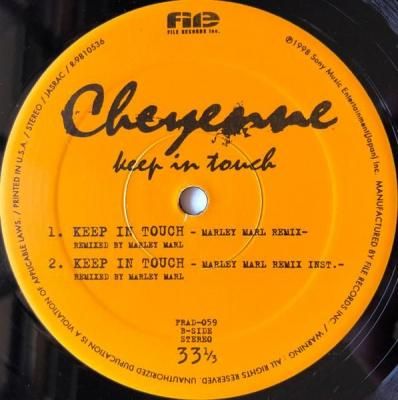 file
FILE RECORDS Inc.
Cheyenne
keep in touch
1. KEEP IN TOUCH - MARLEY MARL REMIX-
REMIXED BY MARLEY MARL
2. KEEP IN TOUCH - MARLEY MARL REMIX INST.-
REMIXED BY MARLEY MARL
FRAD-059
B-SIDE
STEREO
33 1/3
℗1998 Sony Music Entertainment(Japan) Inc. MANUFACTURED BY FILE RECORDS INC / WARNING : ALL RIGHTS RESERVED. UNAUTHORIZED DUPLICATION IS A VIOLATION OF APPLICABLE LAWS. / PRINTED IN U.S.A. / STEREO / JASRAC / R-9810536